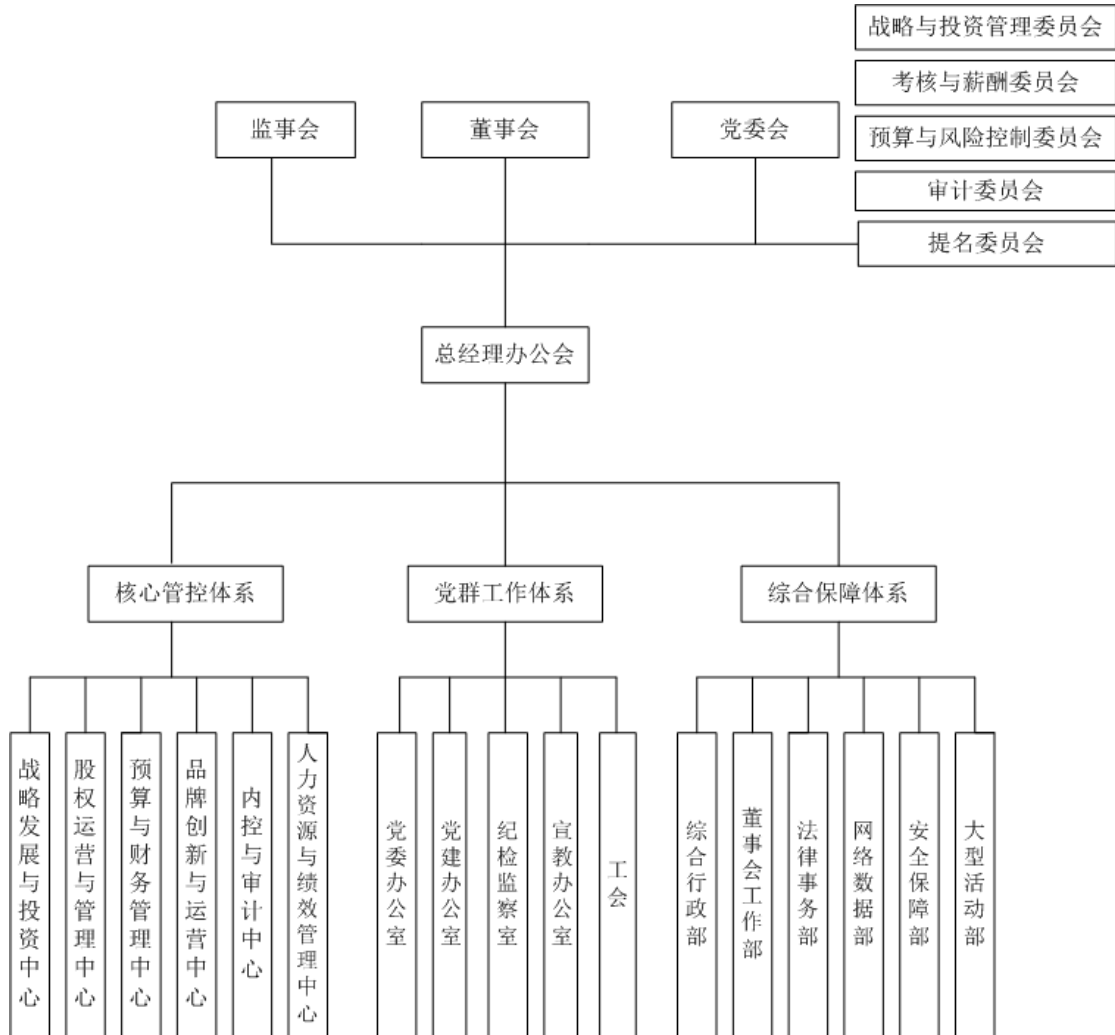 战略与投资管理委员会
考核与薪酬委员会
监事会
董事会
党委会
预算与风险控制委员会
审计委员会
提名委员会
总经理办公会
核心管控体系
党群工作体系
综合保障体系
战略发展与投资中心
股权运营与管理中心
预算与财务管理中心
品牌创新与运营中心
内控与审计中心
人力资源与绩效管理中心
党委办公室
党建办公室
纪检监察室
宣教办公室
工会
综合行政部
董事会工作部
法律事务部
网络数据部
安全保障部
大型活动部